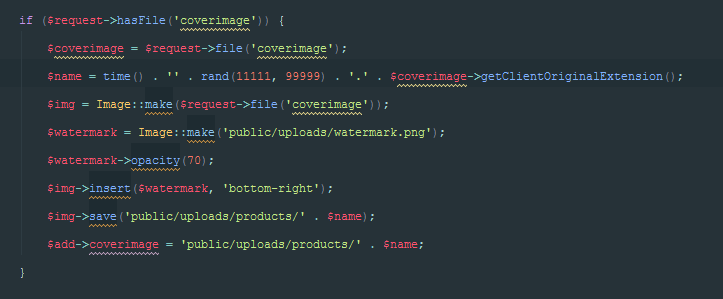 if ($request->hasFile('coverimage')) {
$coverimage = $request->file('coverimage');
$name = time() . '' . rand(11111, 99999) . '.' . $coverimage->getClientOriginalExtension();
$img = Image::make($request->file('coverimage'));
$watermark = Image::make('public/uploads/watermark.png');
$watermark->opacity(70);
$img->insert($watermark, 'bottom-right');
$img->save('public/uploads/products/' . $name);
$add->coverimage = 'public/uploads/products/' . $name;
}